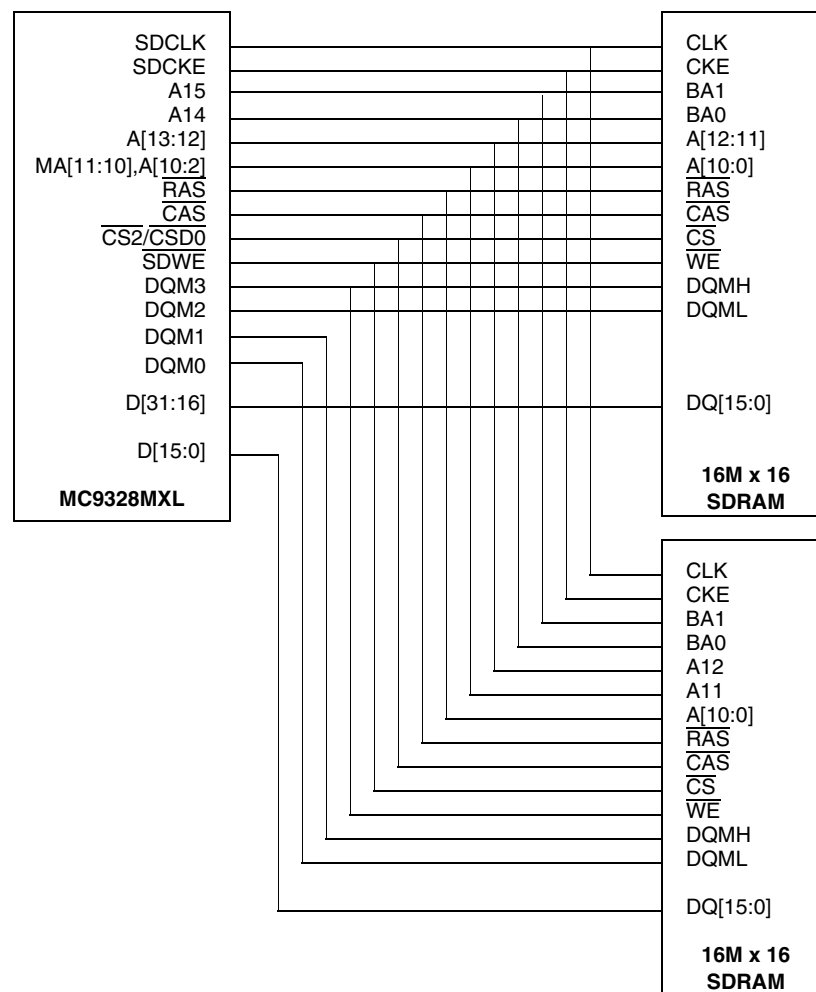 SDCLK
SDCKE
A15
A14
A[13:12]
MA[11:10],A[10:2]
RAS
CAS
CS2/CSD0
SDWE
DQM3
DQM2
DQM1
DQM0
D[31:16]
D[15:0]
MC9328MXL
CLK
CKE
BA1
BA0
A[12:11]
A[10:0]
RAS
CAS
CS
WE
DQMH
DQML
DQ[15:0]
16M x 16
SDRAM
CLK
CKE
BA1
BA0
A12
A11
A[10:0]
RAS
CAS
CS
WE
DQMH
DQML
DQ[15:0]
16M x 16
SDRAM